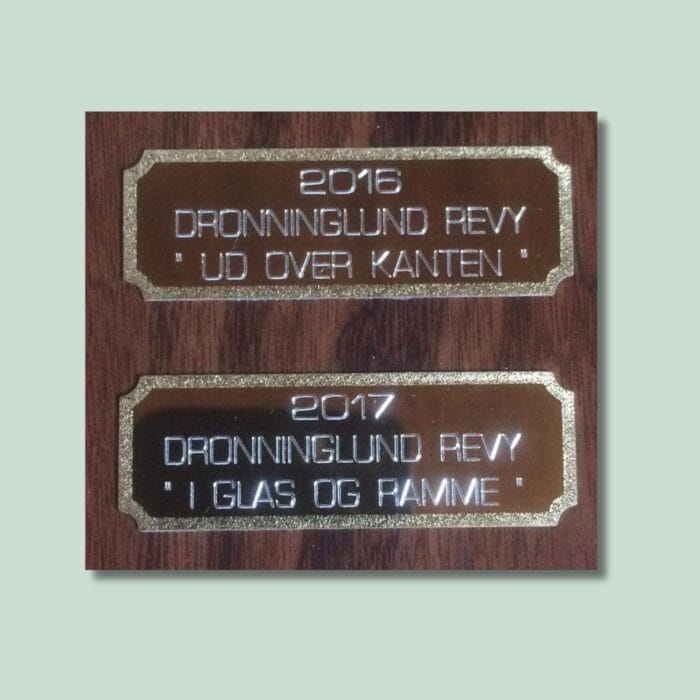 2016
DRONNINGLUND REVY
" UD OVER KANTEN "
2017
DRONNINGLUND REVY
" I GLAS OG RAMME "